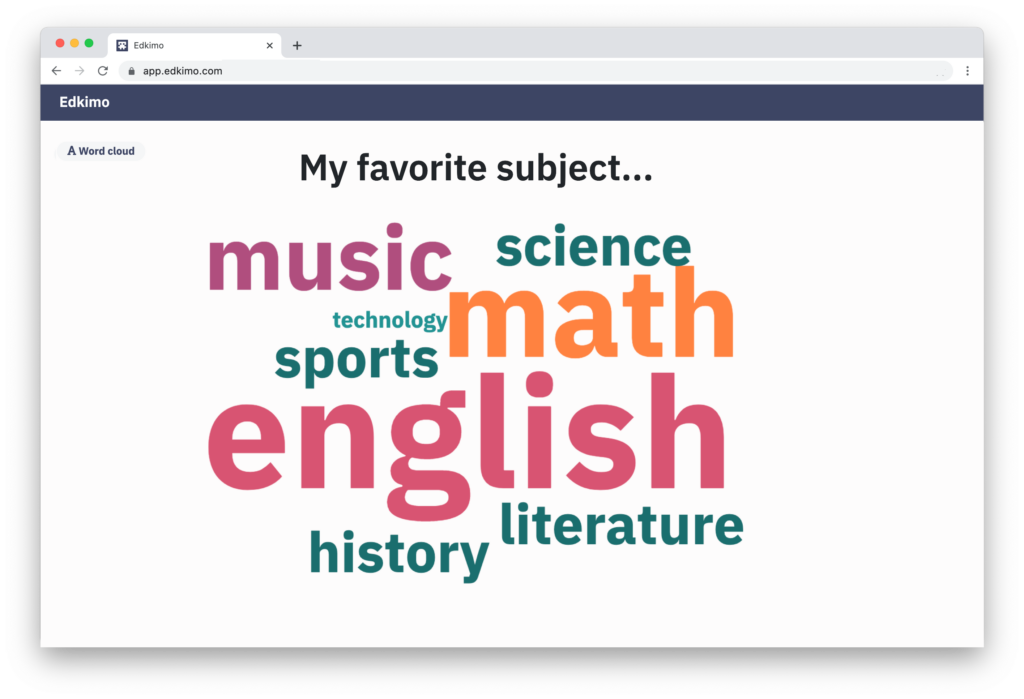 Edkimo
app.edkimo.com
Edkimo
A Word cloud
My favorite subject...
music
science
technology
math
sports
english
literature
history